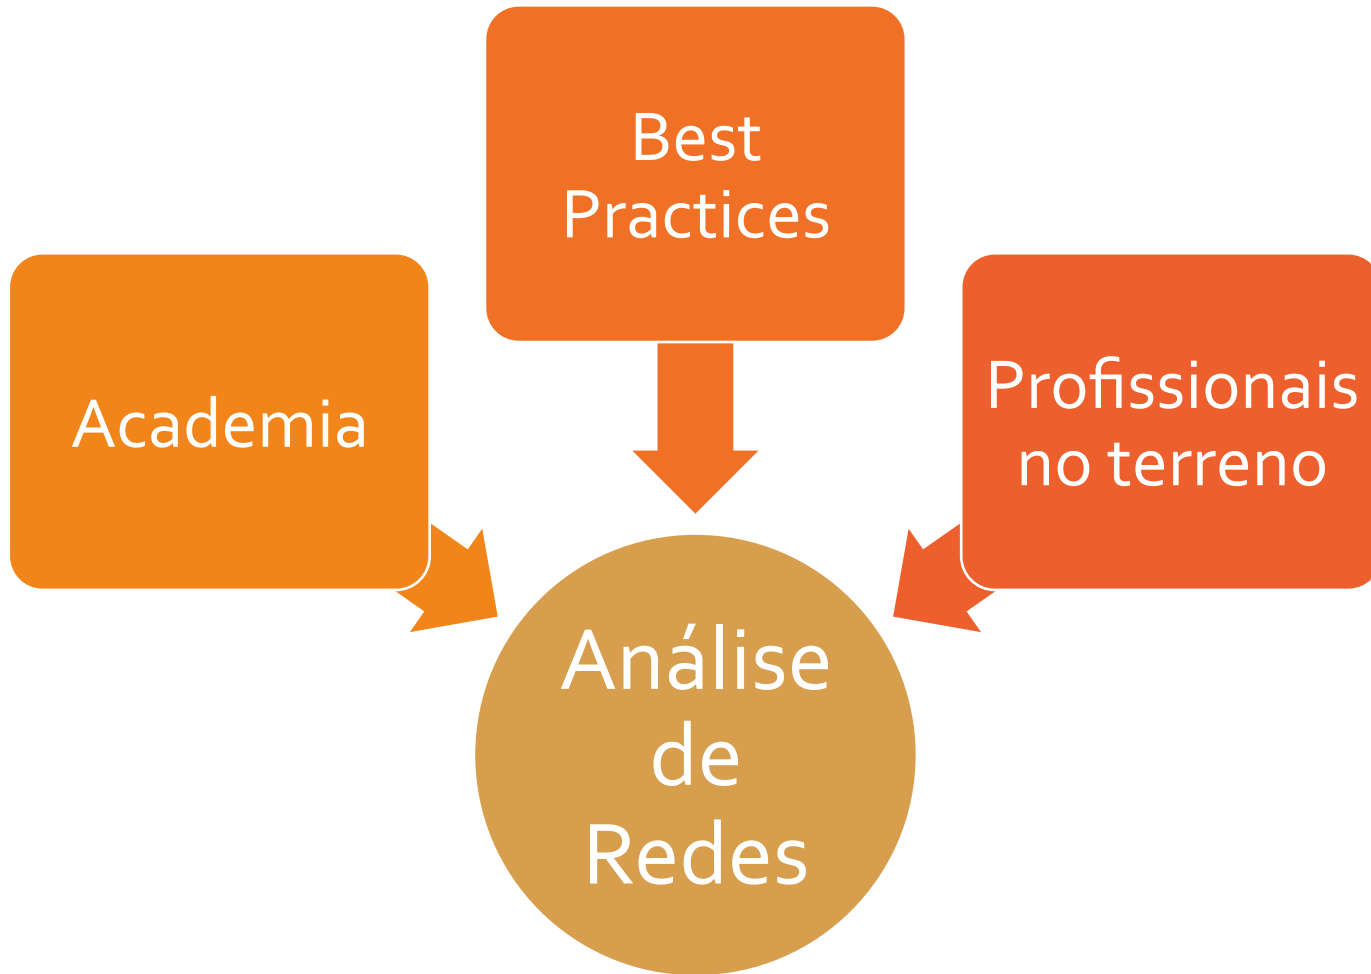 Best
Practices
Academia
Profissionais
no terreno
Análise
de
Redes